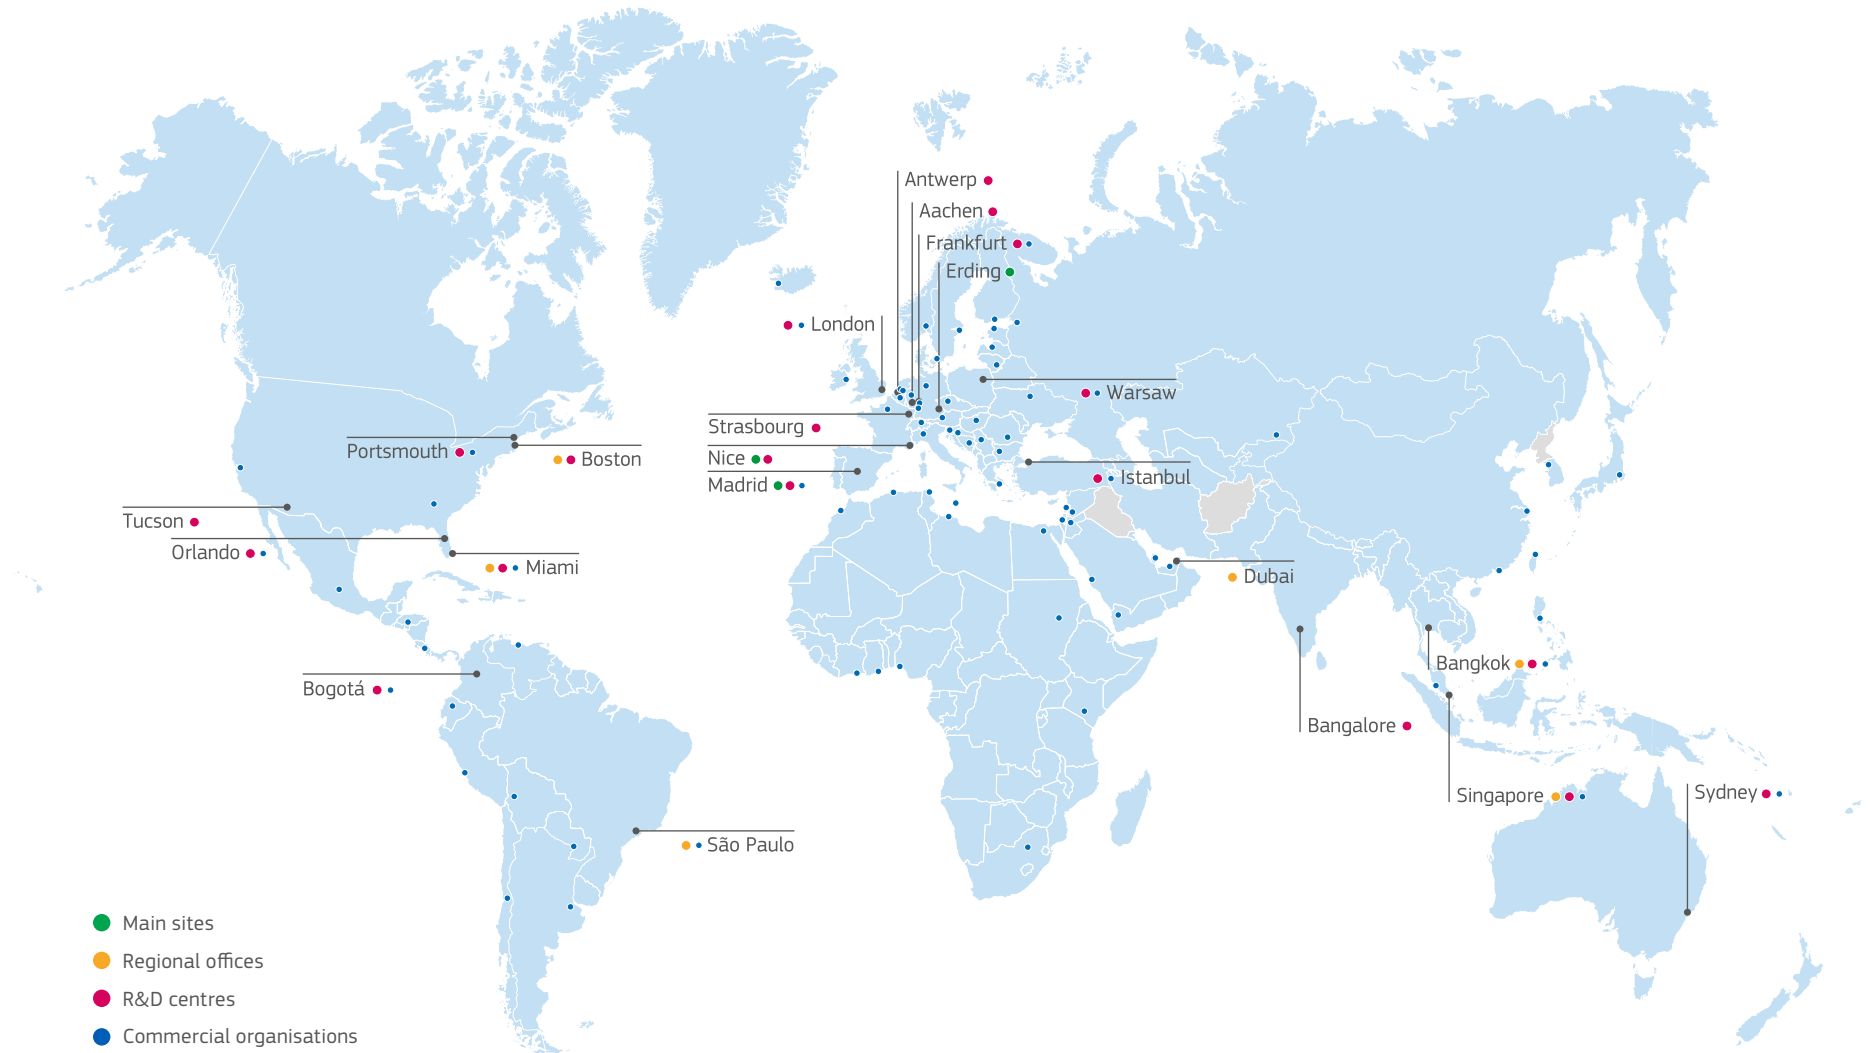 Antwerp
Aachen
Frankfurt
Erding
London
Warsaw
Strasbourg
Portsmouth
Boston
Nice
Istanbul
Madrid
Tucson
Orlando
Miami
Dubai
Bangkok
Bogotá
Bangalore
Singapore
Sydney
São Paulo
Main sites
Regional offices
R&D centres
Commercial organisations